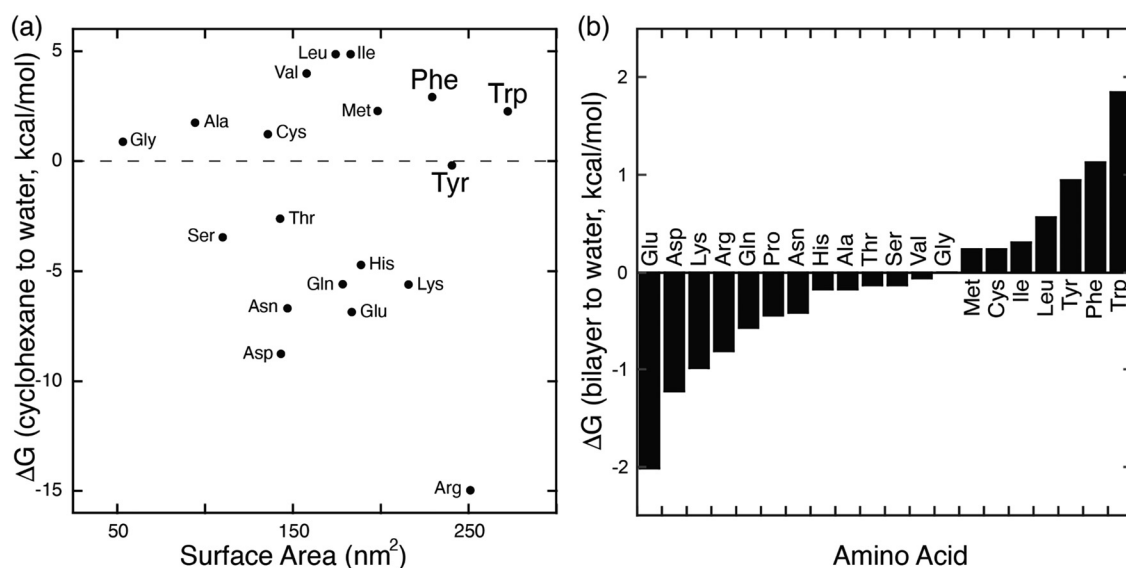 (a)
ΔG (cyclohexane to water, kcal/mol)
5
0
-5
-10
-15
Leu Ile
Val
Phe
Trp
Met
Ala
Cys
Gly
Tyr
Thr
Ser
His
Gln Lys
Asn Glu
Asp
Arg
50 150 250
Surface Area (nm²)
(b)
ΔG (bilayer to water, kcal/mol)
2
1
0
-1
-2
Glu
Asp
Lys
Arg
Gln
Pro
Asn
His
Ala
Thr
Ser
Val
Gly
Met
Cys
Ile
Leu
Tyr
Phe
Trp
Amino Acid